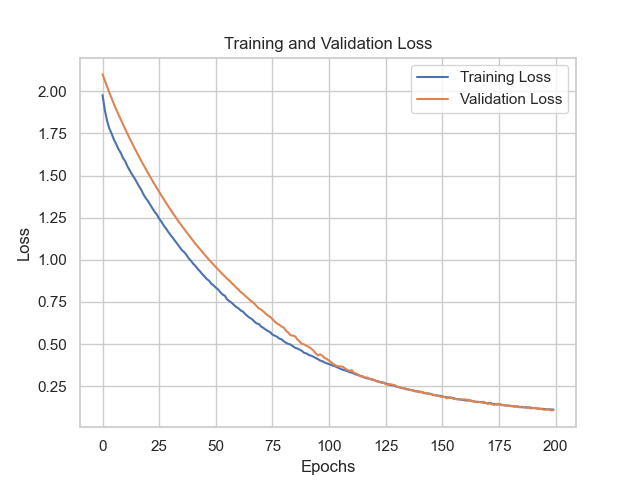 Training and Validation Loss
Training Loss
Validation Loss
2.00
1.75
1.50
1.25
1.00
0.75
0.50
0.25
Loss
0 25 50 75 100 125 150 175 200
Epochs